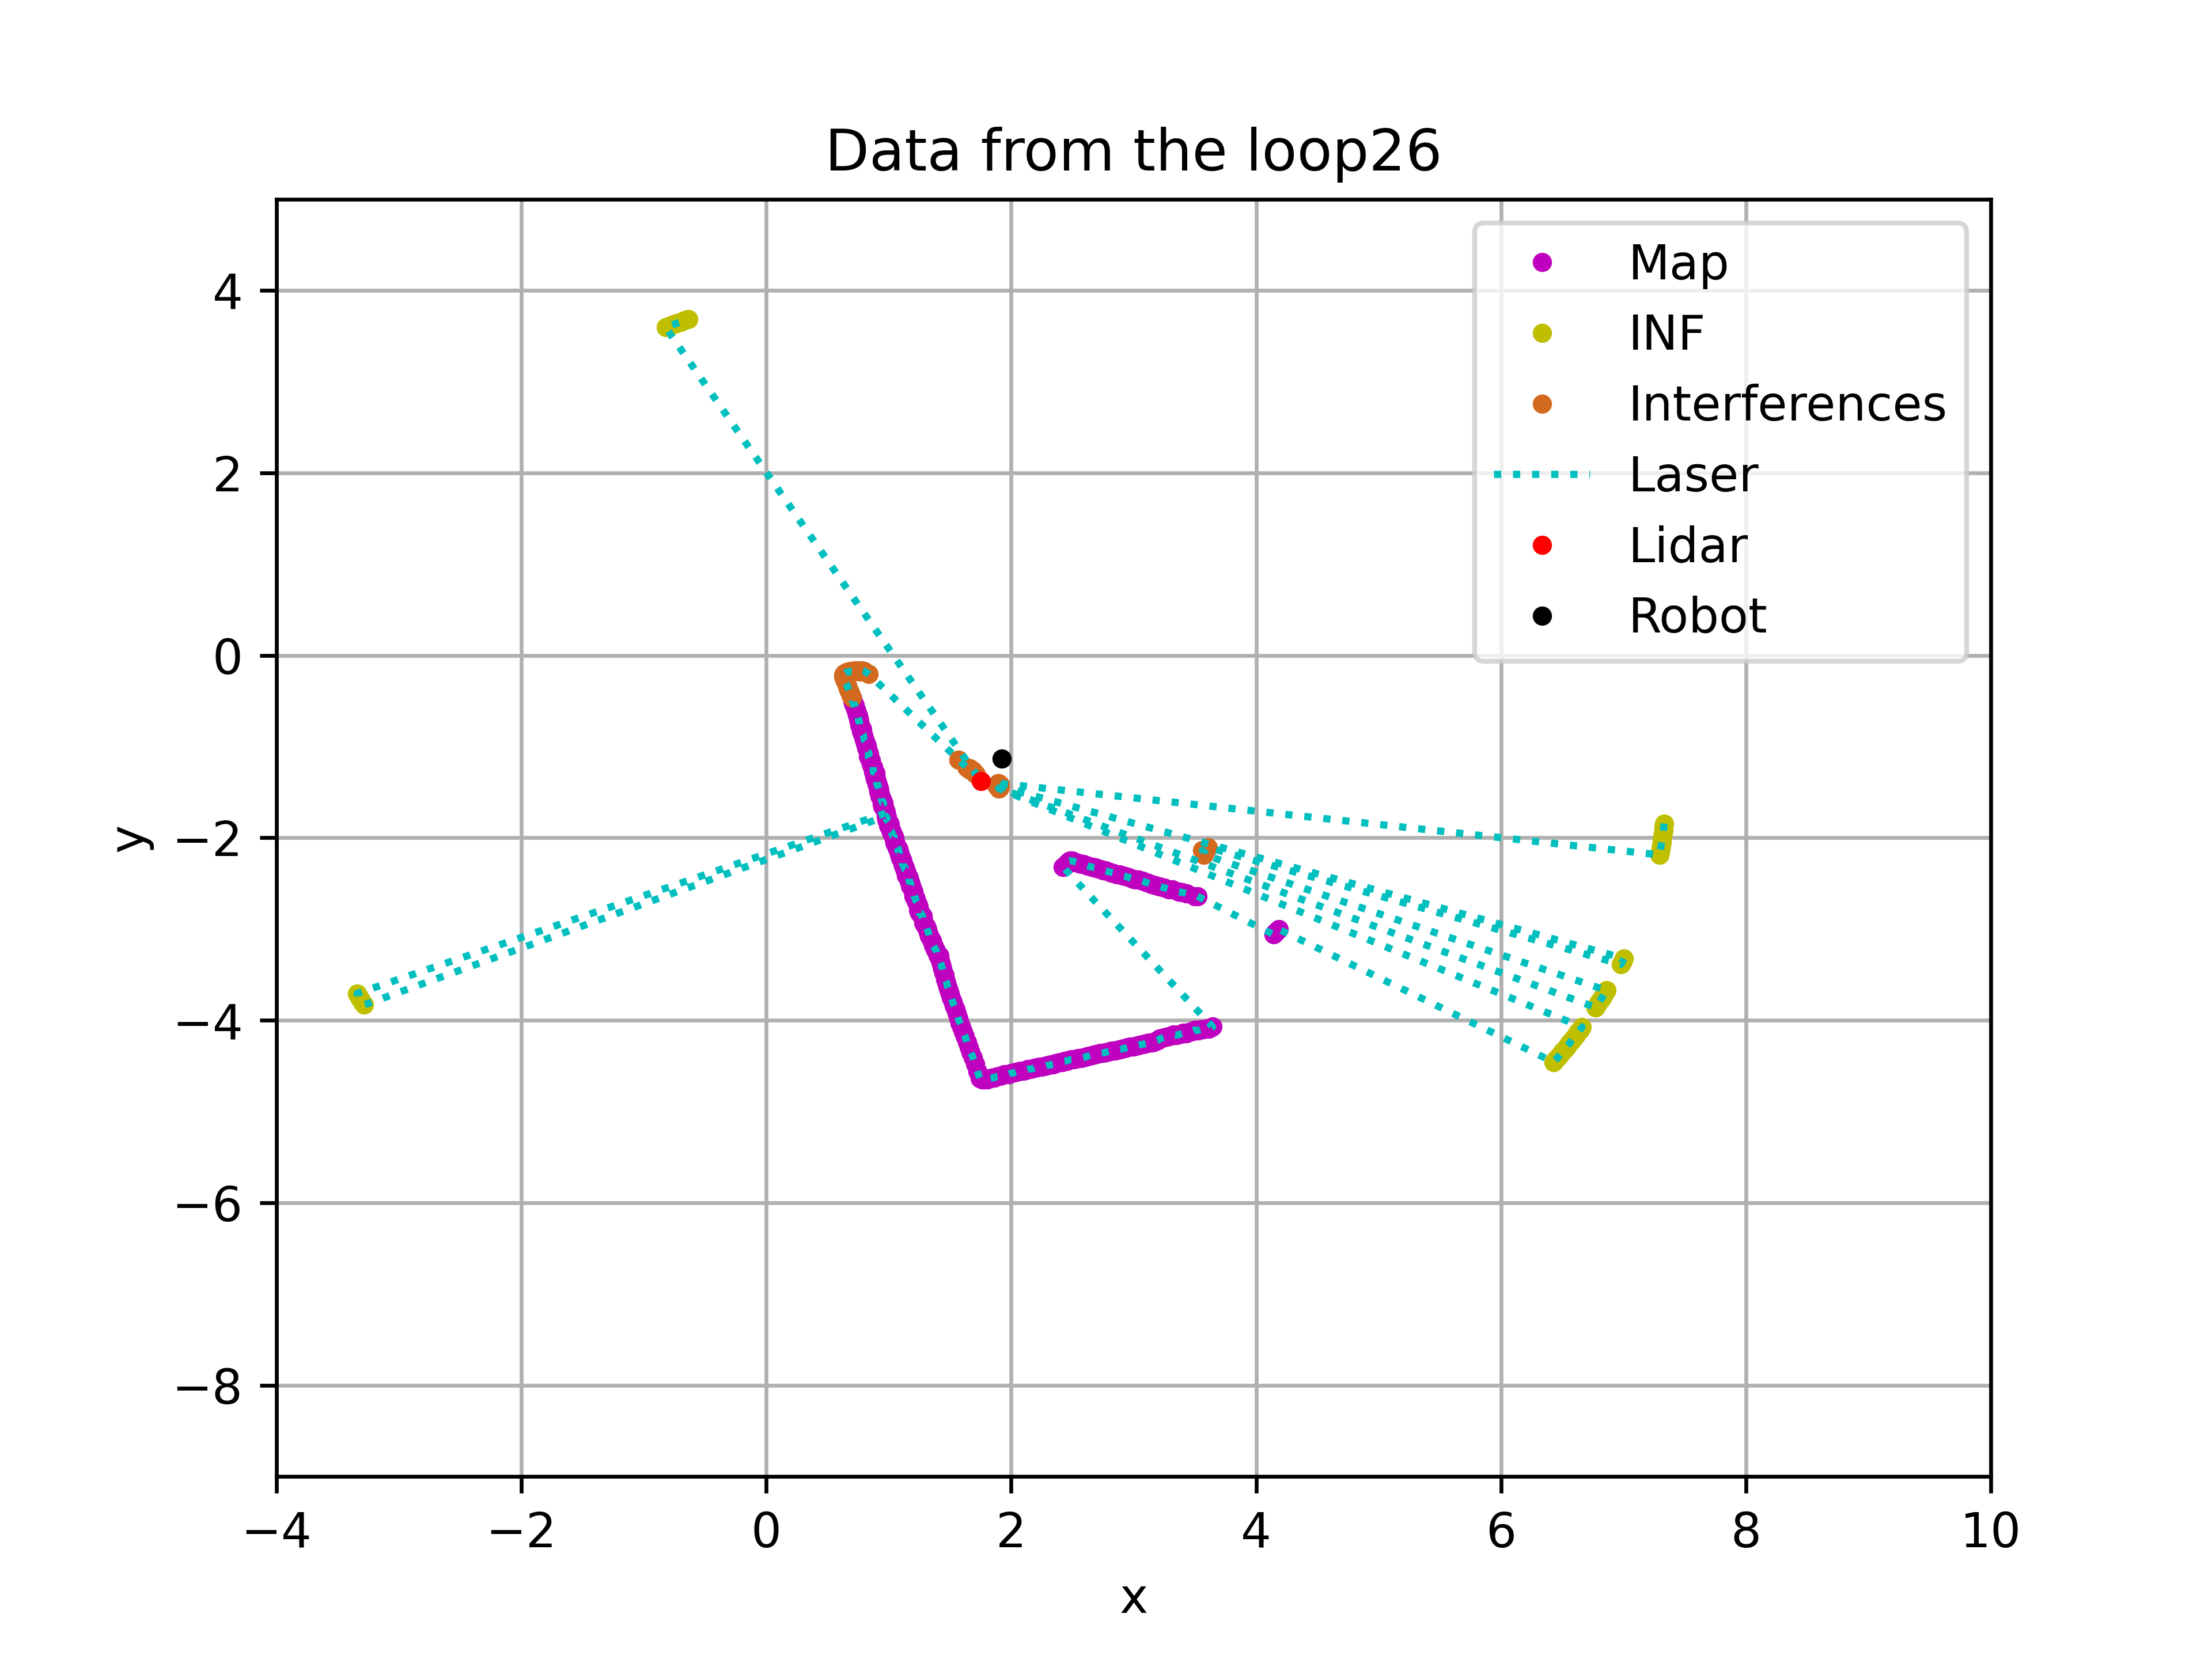 Data from the loop26
Map
INF
Interferences
Laser
Lidar
Robot
4
2
0
−2
−4
−6
−8
y
−4 −2 0 2 4 6 8 10
x